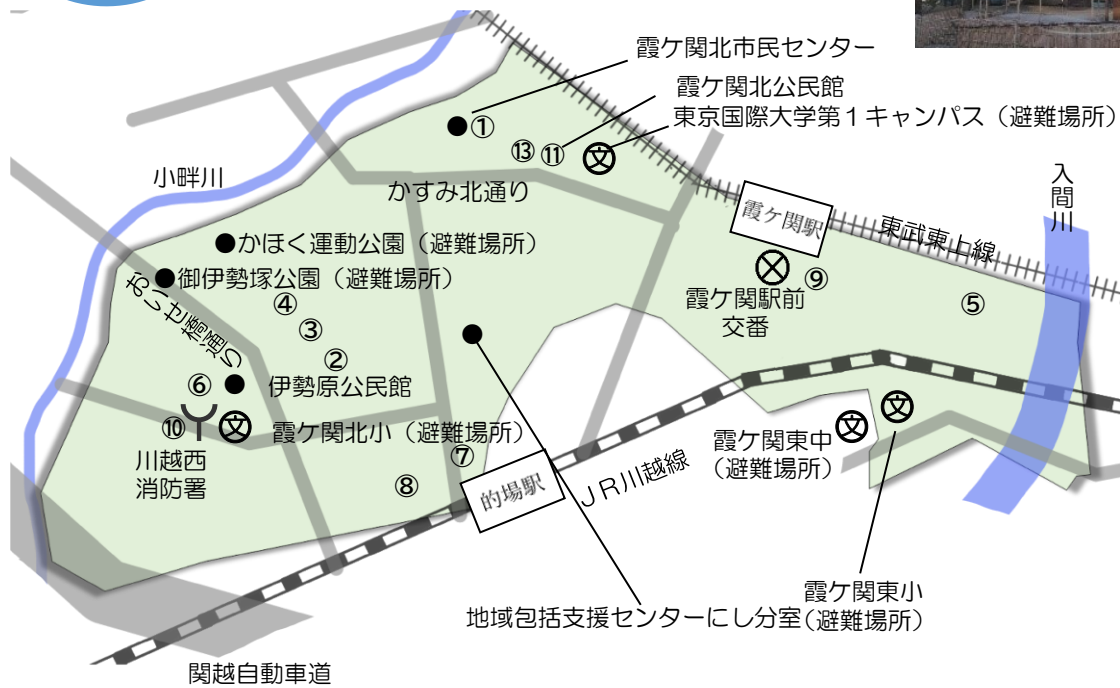 霞ケ関北市民センター
霞ケ関北公民館
東京国際大学第１キャンパス（避難場所）
①
⑬ ⑪
文
小畔川
かすみ北通り
入間川
霞ケ関駅
東武東上線
かほく運動公園（避難場所）
御伊勢塚公園（避難場所）
おいせ橋通り
④
③
②
⑨
⑤
霞ケ関駅前
交番
⑥
伊勢原公民館
⑩
文
霞ケ関北小（避難場所）
川越西
消防署
⑦
⑧
的場駅
ＪＲ川越線
文
文
霞ケ関東中
（避難場所）
霞ケ関東小
（避難場所）
地域包括支援センターにし分室
関越自動車道